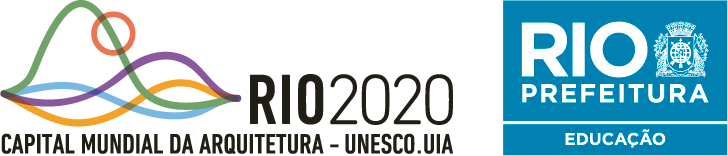 RIO2020
CAPITAL MUNDIAL DA ARQUITETURA - UNESCO.UIA
RIO
PREFEITURA
EDUCAÇÃO